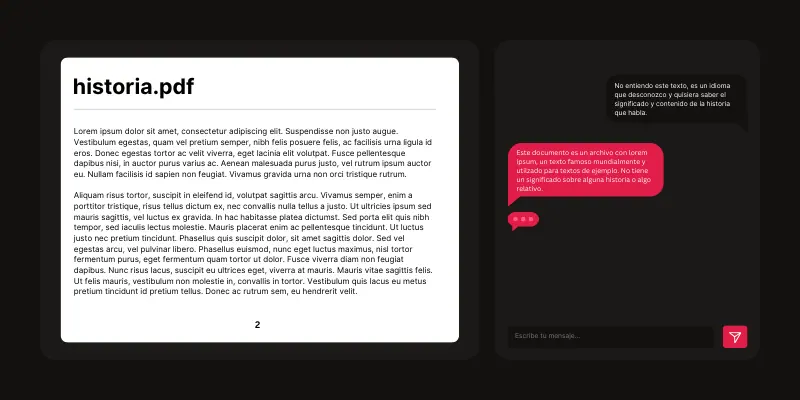 historia.pdf
Lorem ipsum dolor sit amet, consectetur adipiscing elit. Suspendisse non justo augue.
Vestibulum egestas, quam vel pretium semper, nibh felis posuere felis, ac facilisis urna ligula id
eros. Donec egestas tortor ac velit viverra, eget lacinia elit volutpat. Fusce pellentesque
dapibus nisi, in auctor purus varius ac. Aenean malesuada purus justo, vel rutrum ipsum auctor
eu. Nullam facilisis id sapien non feugiat. Vivamus gravida urna non orci tristique rutrum.
Aliquam risus tortor, suscipit in eleifend id, volutpat sagittis arcu. Vivamus semper, enim a
porttitor tristique, risus tellus dictum ex, nec convallis nulla tellus a justo. Ut ultricies ipsum sed
mauris sagittis, vel luctus ex gravida. In hac habitasse platea dictumst. Sed porta elit quis nibh
tempor, sed iaculis lectus molestie. Mauris placerat enim ac pellentesque tincidunt. Ut luctus
justo nec pretium tincidunt. Phasellus quis suscipit dolor, sit amet sagittis dolor. Sed vel
egestas arcu, vel pulvinar libero. Phasellus euismod, nunc eget luctus maximus, nisl tortor
fermentum purus, eget fermentum quam tortor ut dolor. Fusce viverra diam non feugiat
dapibus. Nunc risus lacus, suscipit eu ultrices eget, viverra at mauris. Mauris vitae sagittis felis.
Ut felis mauris, vestibulum non molestie in, convallis in tortor. Vestibulum quis lacus eu metus
pretium tincidunt id pretium tellus. Donec ac rutrum sem, eu hendrerit velit.
2
No entiendo este texto, es un idioma
que desconozco y quisiera saber el
significado y contenido de la historia
que habla.
Este documento es un archivo con lorem
ipsum, un texto famoso mundialmente y
utilizado para textos de ejemplo. No tiene
un significado sobre alguna historia o algo
relativo.
Escribe tu mensaje...